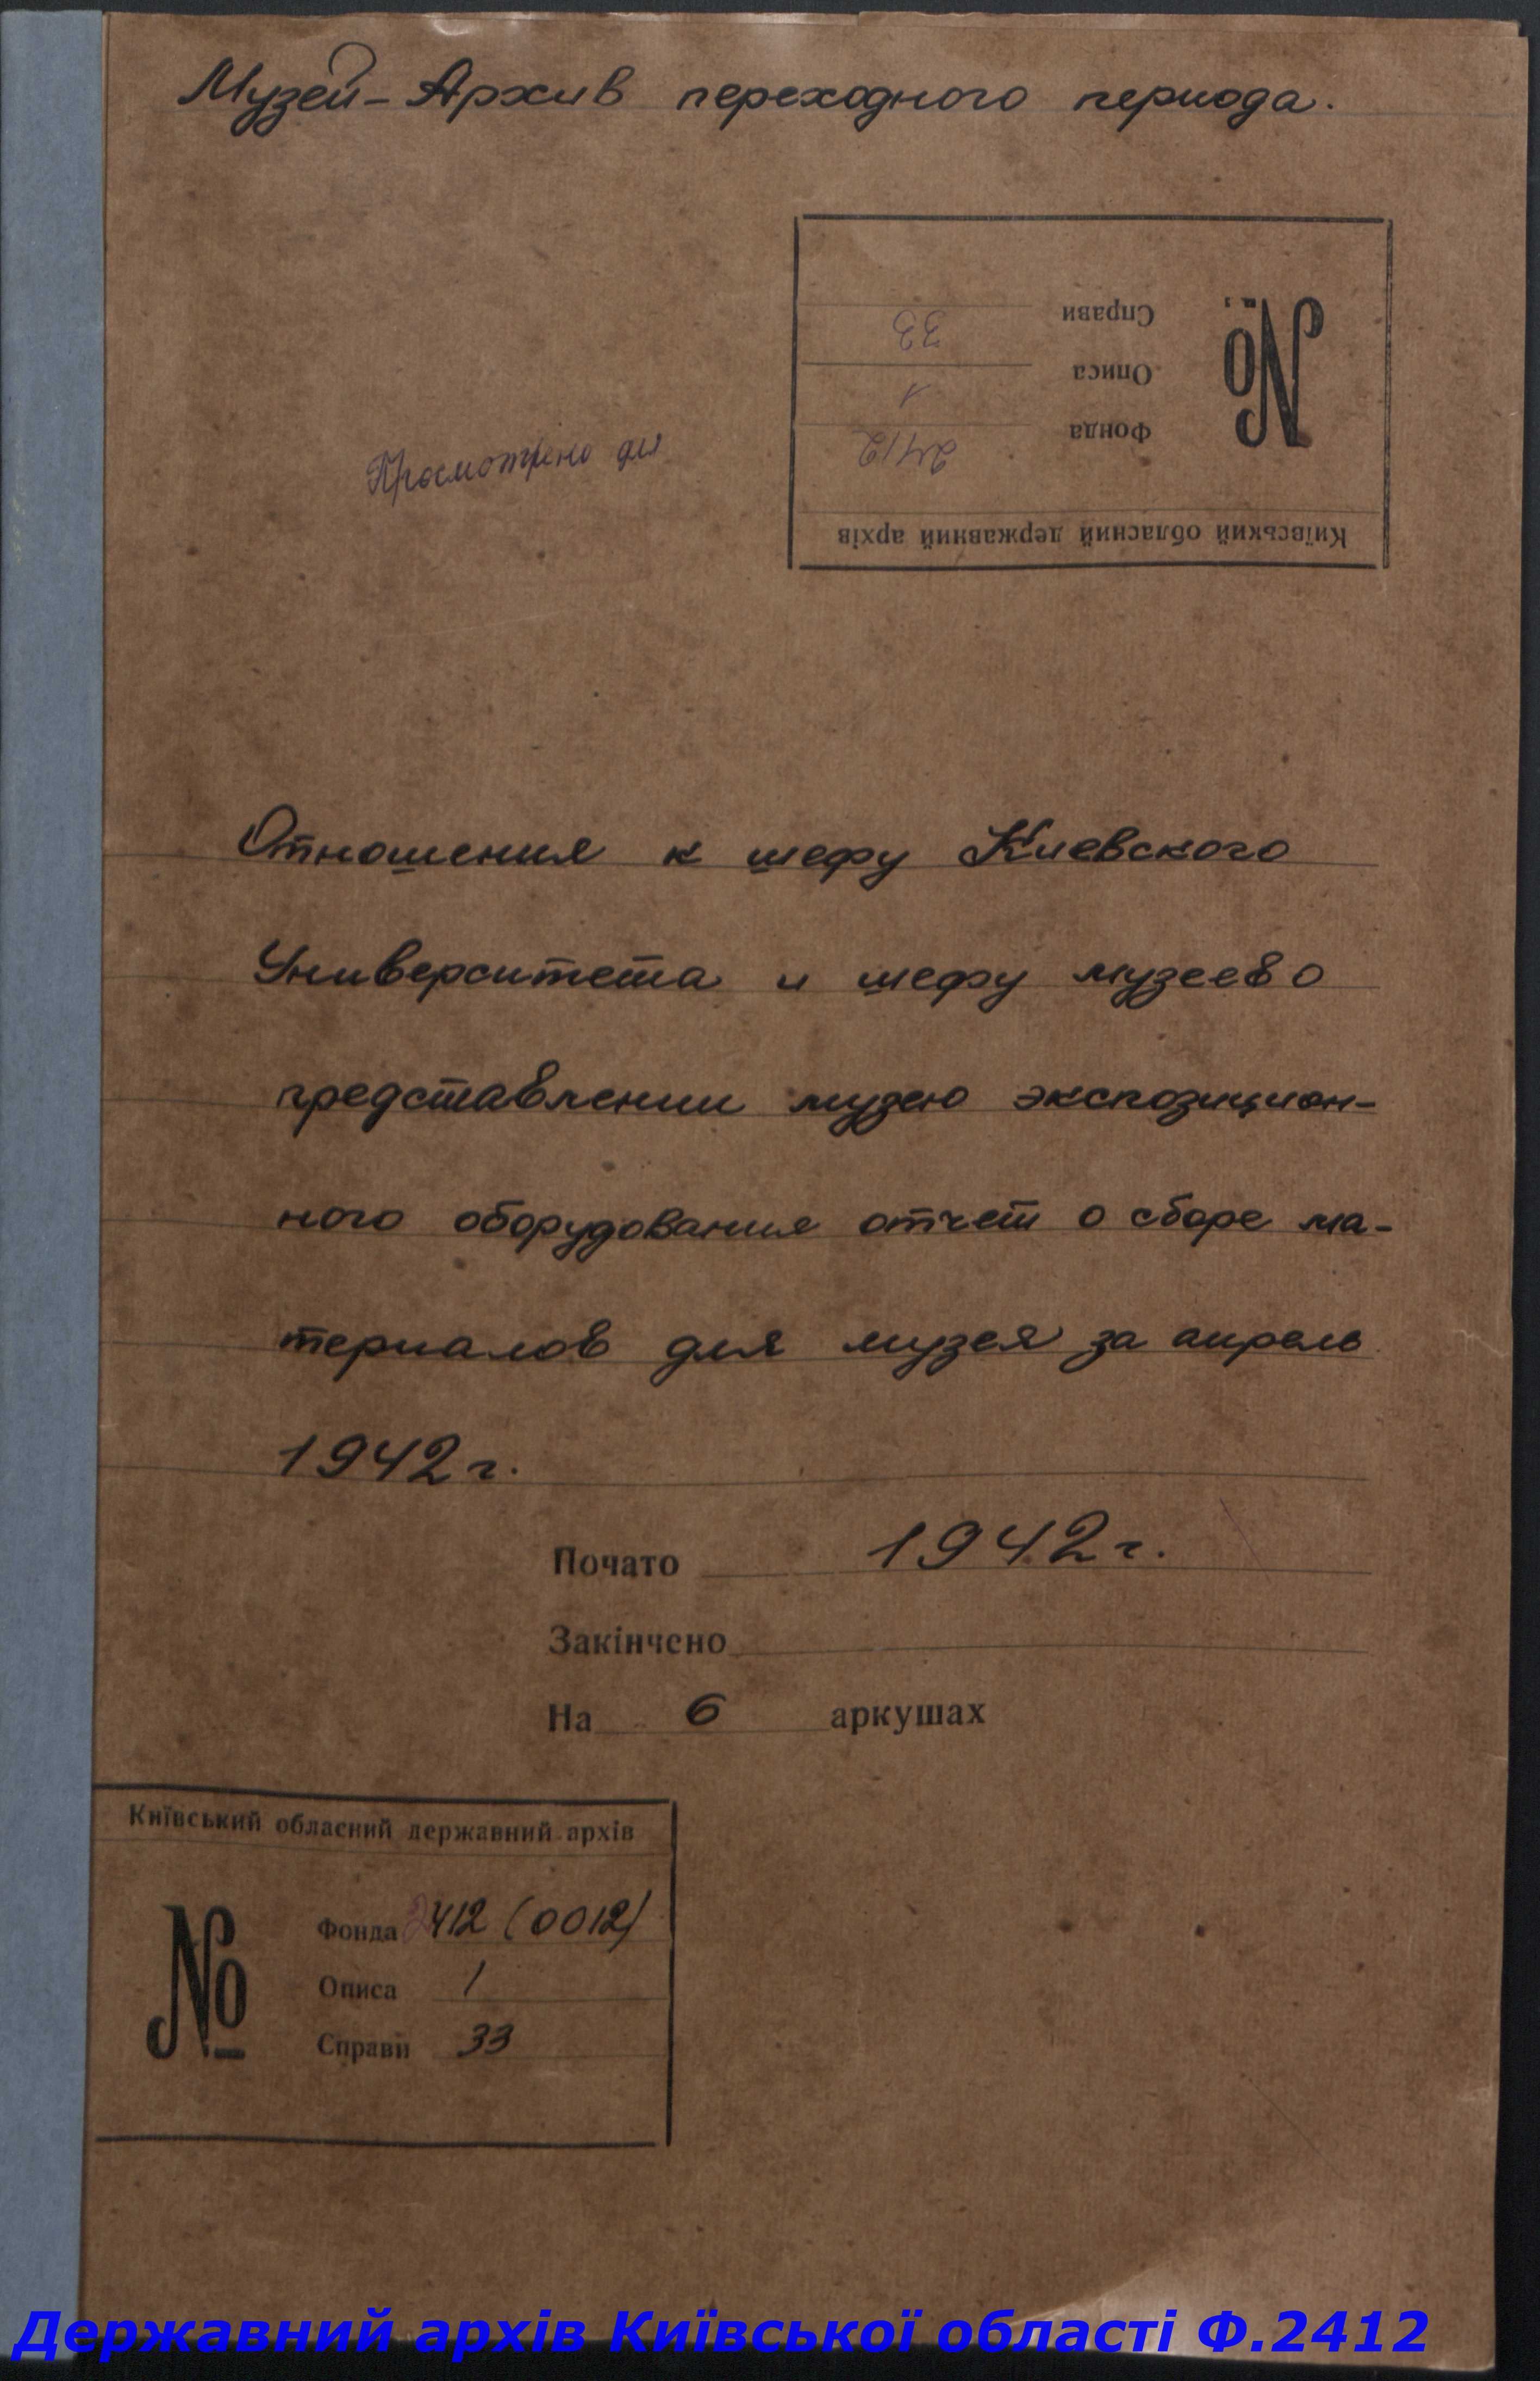 Музей-Архив переходного периода.
Справи 33
Описа 1
Фонда 2412
№
Київський обласний державний архів
Просмотрено
Отношения к шефу Киевского
Университета и шефу музеев о
представлении музею экспозицион-
ного оборудования отчет о сборе ма-
териалов для музея за апрель
1942 г.
Почато 1942 г.
Закінчено
На 6 аркушах
Київський обласний державний архів
№
Фонда 2412 (0012)
Описа 1
Справи 33
Державний архів Київської області Ф.2412